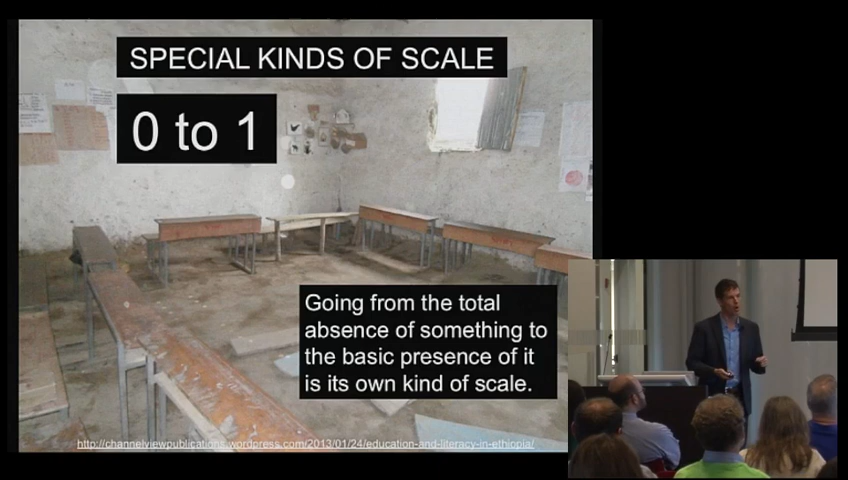 SPECIAL KINDS OF SCALE
0 to 1
Going from the total
absence of something to
the basic presence of it
is its own kind of scale.
http://channelviewpublications.wordpress.com/2013/01/24/education-and-literacy-in-ethiopia/